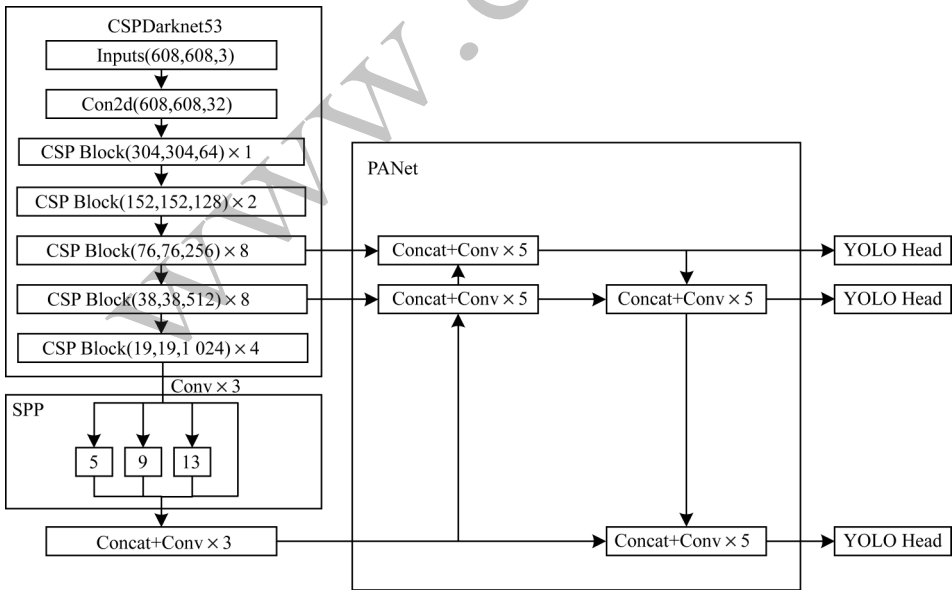 CSPDarknet53
Inputs(608,608,3)
Con2d(608,608,32)
CSP Block(304,304,64)×1
CSP Block(152,152,128)×2
CSP Block(76,76,256)×8
CSP Block(38,38,512)×8
CSP Block(19,19,1 024)×4
Conv×3
SPP
5 9 13
Concat+Conv×3
PANet
Concat+Conv×5
Concat+Conv×5
Concat+Conv×5
Concat+Conv×5
YOLO Head
YOLO Head
YOLO Head
www.c